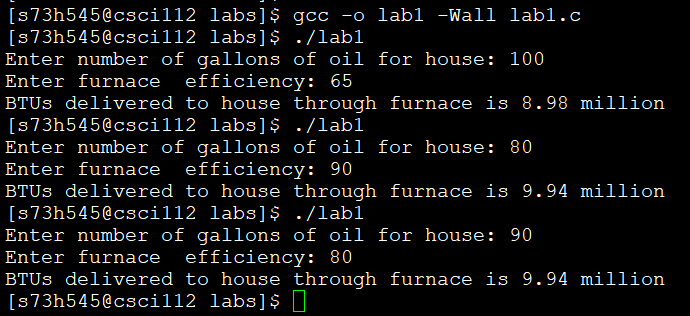 [s73h545@csci112 labs]$ gcc -o lab1 -Wall lab1.c
[s73h545@csci112 labs]$ ./lab1
Enter number of gallons of oil for house: 100
Enter furnace  efficiency: 65
BTUs delivered to house through furnace is 8.98 million
[s73h545@csci112 labs]$ ./lab1
Enter number of gallons of oil for house: 80
Enter furnace  efficiency: 90
BTUs delivered to house through furnace is 9.94 million
[s73h545@csci112 labs]$ ./lab1
Enter number of gallons of oil for house: 90
Enter furnace  efficiency: 80
BTUs delivered to house through furnace is 9.94 million
[s73h545@csci112 labs]$